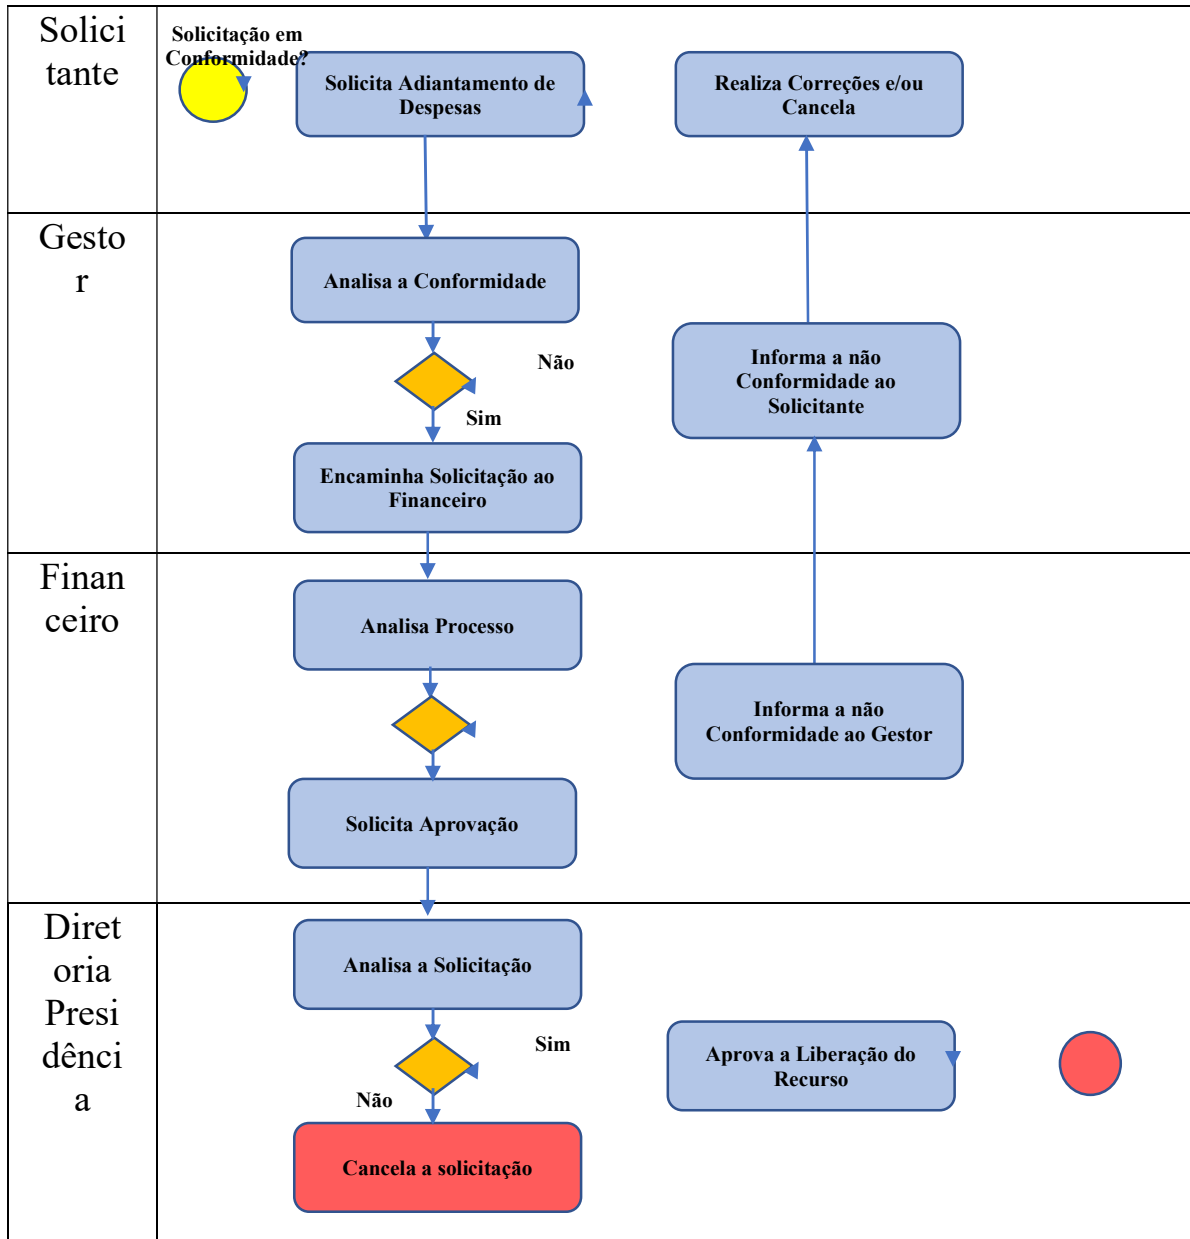 Solici
tante
Solicitação em
Conformidade?
Solicita Adiantamento de
Despesas
Realiza Correções e/ou
Cancela
Gesto
r
Analisa a Conformidade
Não
Sim
Informa a não
Conformidade ao
Solicitante
Encaminha Solicitação ao
Financeiro
Finan
ceiro
Analisa Processo
Informa a não
Conformidade ao Gestor
Solicita Aprovação
Diret
oria
Presi
dênci
a
Analisa a Solicitação
Sim
Não
Aprova a Liberação do
Recurso
Cancela a solicitação